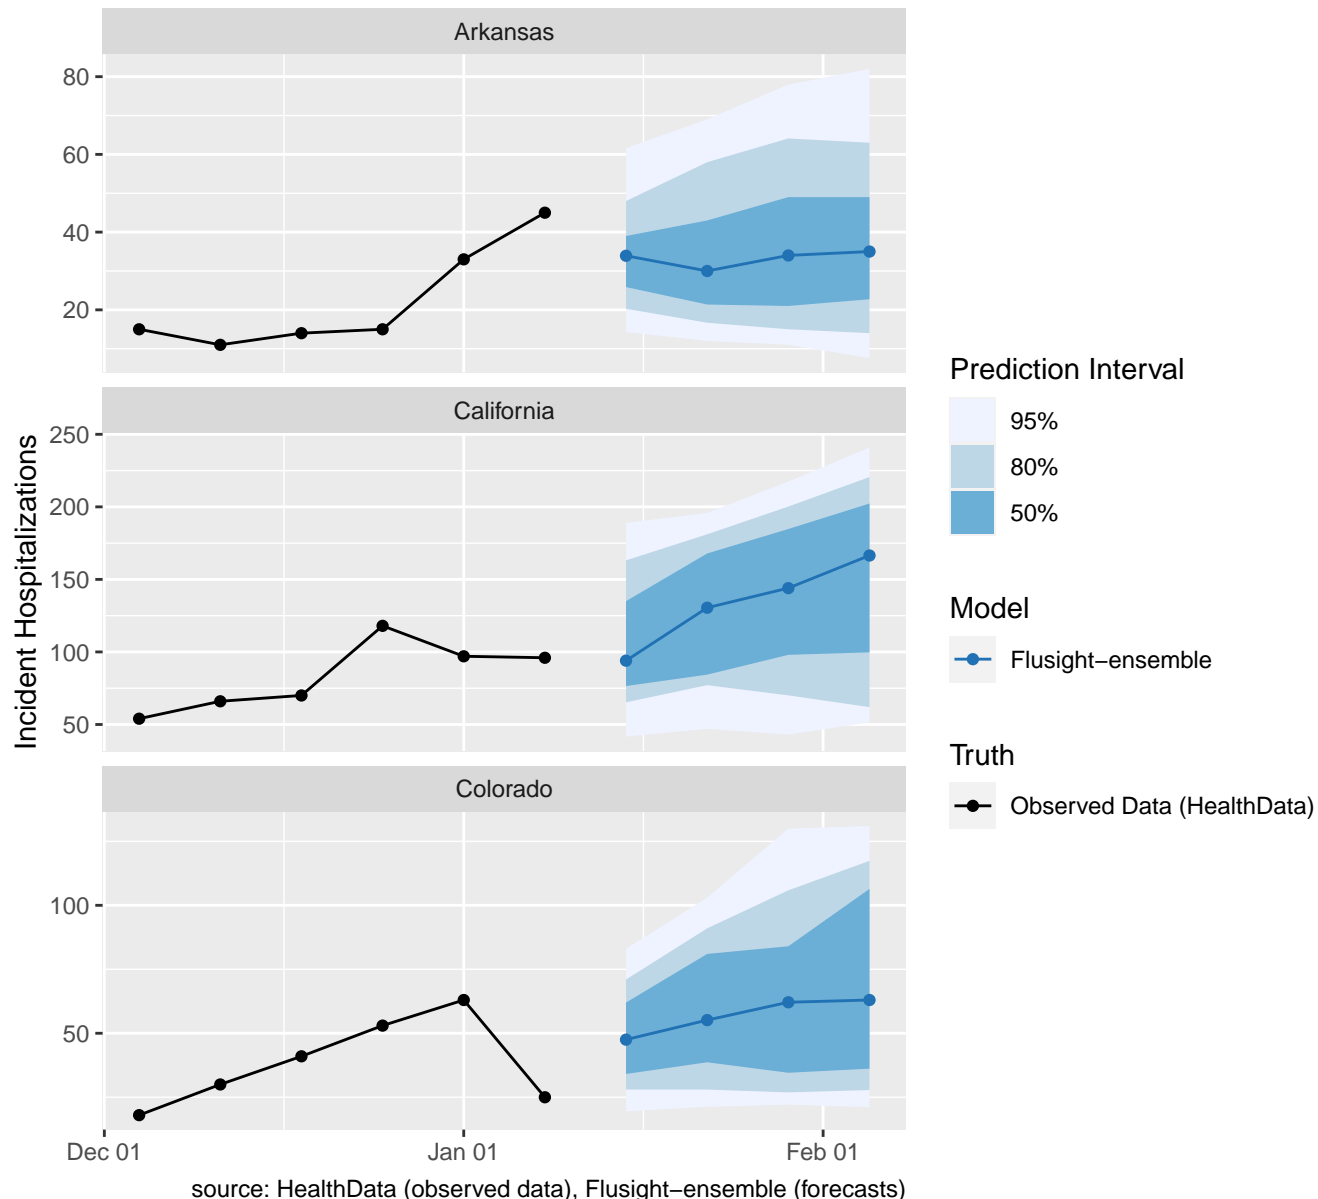 Arkansas
80
60
40
20
California
250
200
150
100
50
Colorado
100
50
Dec 01
Jan 01
Feb 01
Incident Hospitalizations
source: HealthData (observed data), Flusight−ensemble (forecasts)
Prediction Interval
95%
80%
50%
Model
Flusight−ensemble
Truth
Observed Data (HealthData)